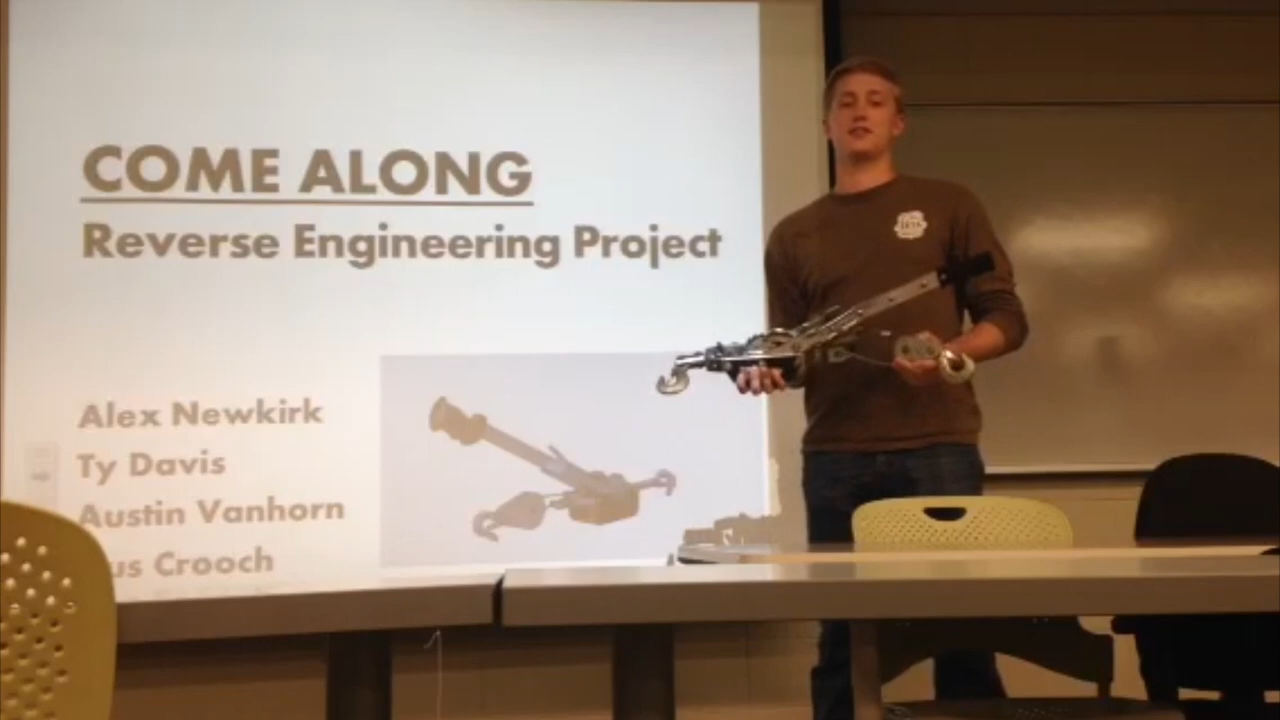 COME ALONG
Reverse Engineering Project
Alex Newkirk
Ty Davis
Austin Vanhorn
us Crooch